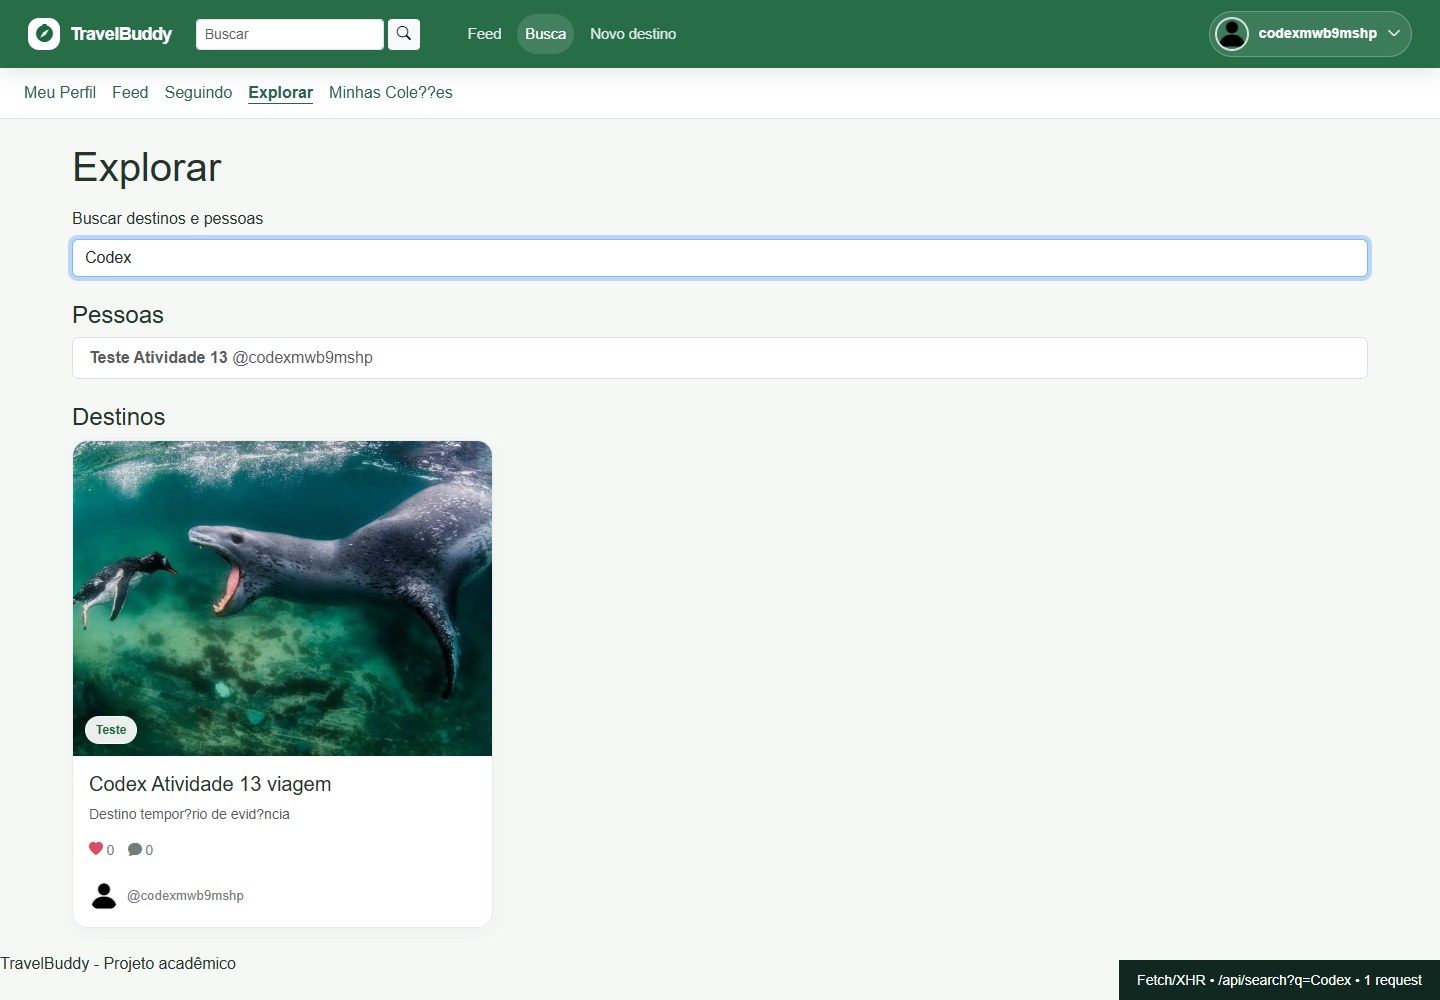 TravelBuddy
Buscar
Feed
Busca
Novo destino
codexmwb9mshp
Meu Perfil
Feed
Seguindo
Explorar
Minhas Cole??es
Explorar
Buscar destinos e pessoas
Codex
Pessoas
Teste Atividade 13 @codexmwb9mshp
Destinos
Teste
Codex Atividade 13 viagem
Destino tempor?rio de evid?ncia
0 0
@codexmwb9mshp
TravelBuddy - Projeto acadêmico
Fetch/XHR • /api/search?q=Codex • 1 request